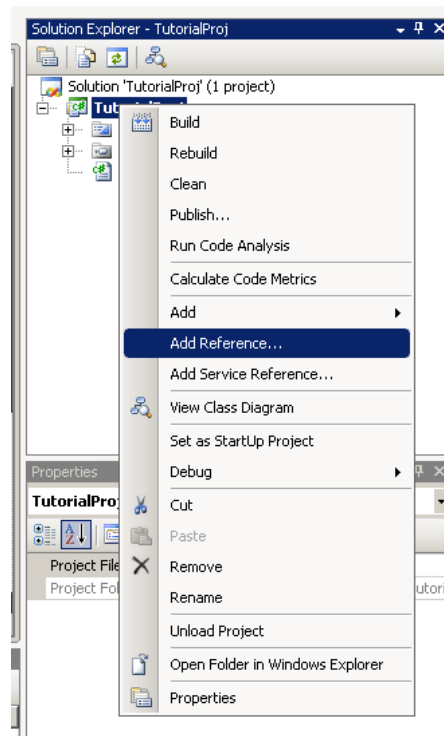 Solution Explorer - TutorialProj
Solution 'TutorialProj' (1 project)
Build
Rebuild
Clean
Publish...
Run Code Analysis
Calculate Code Metrics
Add
Add Reference...
Add Service Reference...
View Class Diagram
Set as StartUp Project
Properties
Debug
TutorialProj
Cut
Paste
Project File
Remove
Project Fol
Rename
Unload Project
Open Folder in Windows Explorer
Properties